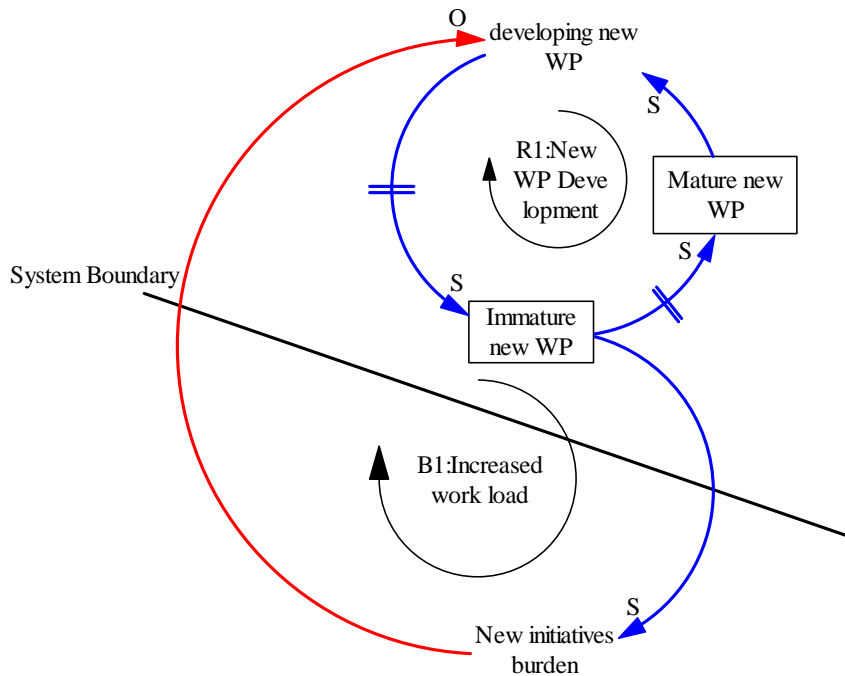 O
developing new
WP
S
R1:New
WP Deve
lopment
Mature new
WP
S
S
System Boundary
Immature
new WP
B1:Increased
work load
S
New initiatives
burden